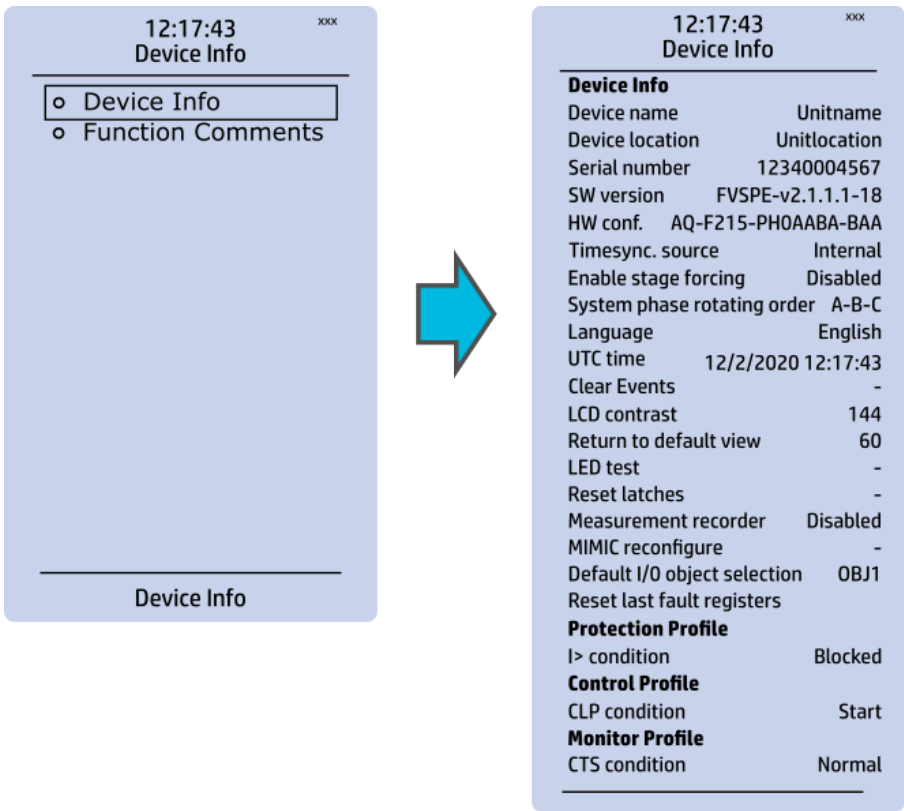 12:17:43 xxx
Device Info
Device Info
Function Comments
Device Info
12:17:43 xxx
Device Info
Device Info
Device name Unitname
Device location Unitlocation
Serial number 12340004567
SW version FVSPE-v2.1.1.1-18
HW conf. AQ-F215-PH0AABA-BAA
Timesync. source Internal
Enable stage forcing Disabled
System phase rotating order A-B-C
Language English
UTC time 12/2/2020 12:17:43
Clear Events -
LCD contrast 144
Return to default view 60
LED test -
Reset latches -
Measurement recorder Disabled
MIMIC reconfigure -
Default I/0 object selection OBJ1
Reset last fault registers
Protection Profile
I> condition Blocked
Control Profile
CLP condition Start
Monitor Profile
CTS condition Normal